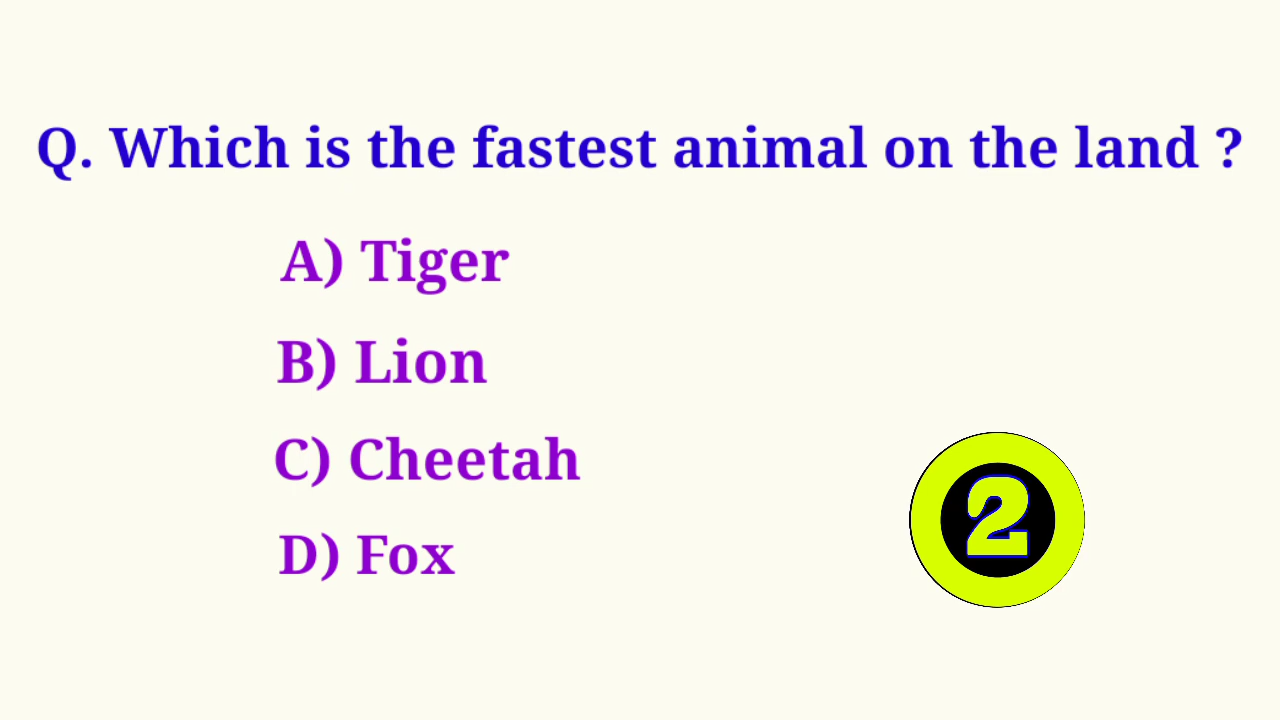 Q. Which is the fastest animal on the land ?
A) Tiger
B) Lion
C) Cheetah
D) Fox
2